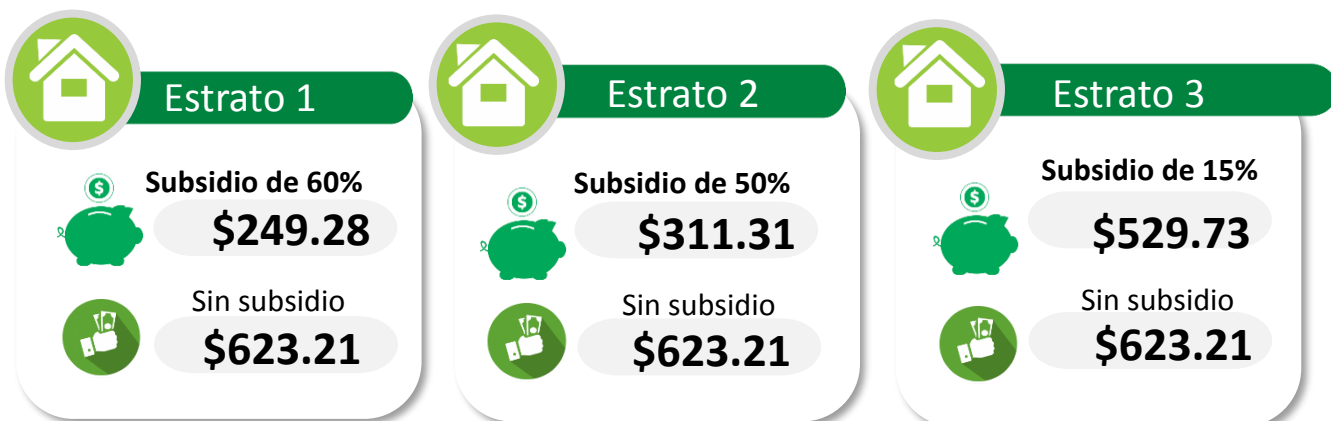 Estrato 1
$
Subsidio de 60%
$249.28
Sin subsidio
$623.21
Estrato 2
$
Subsidio de 50%
$311.31
Sin subsidio
$623.21
Estrato 3
$
Subsidio de 15%
$529.73
Sin subsidio
$623.21